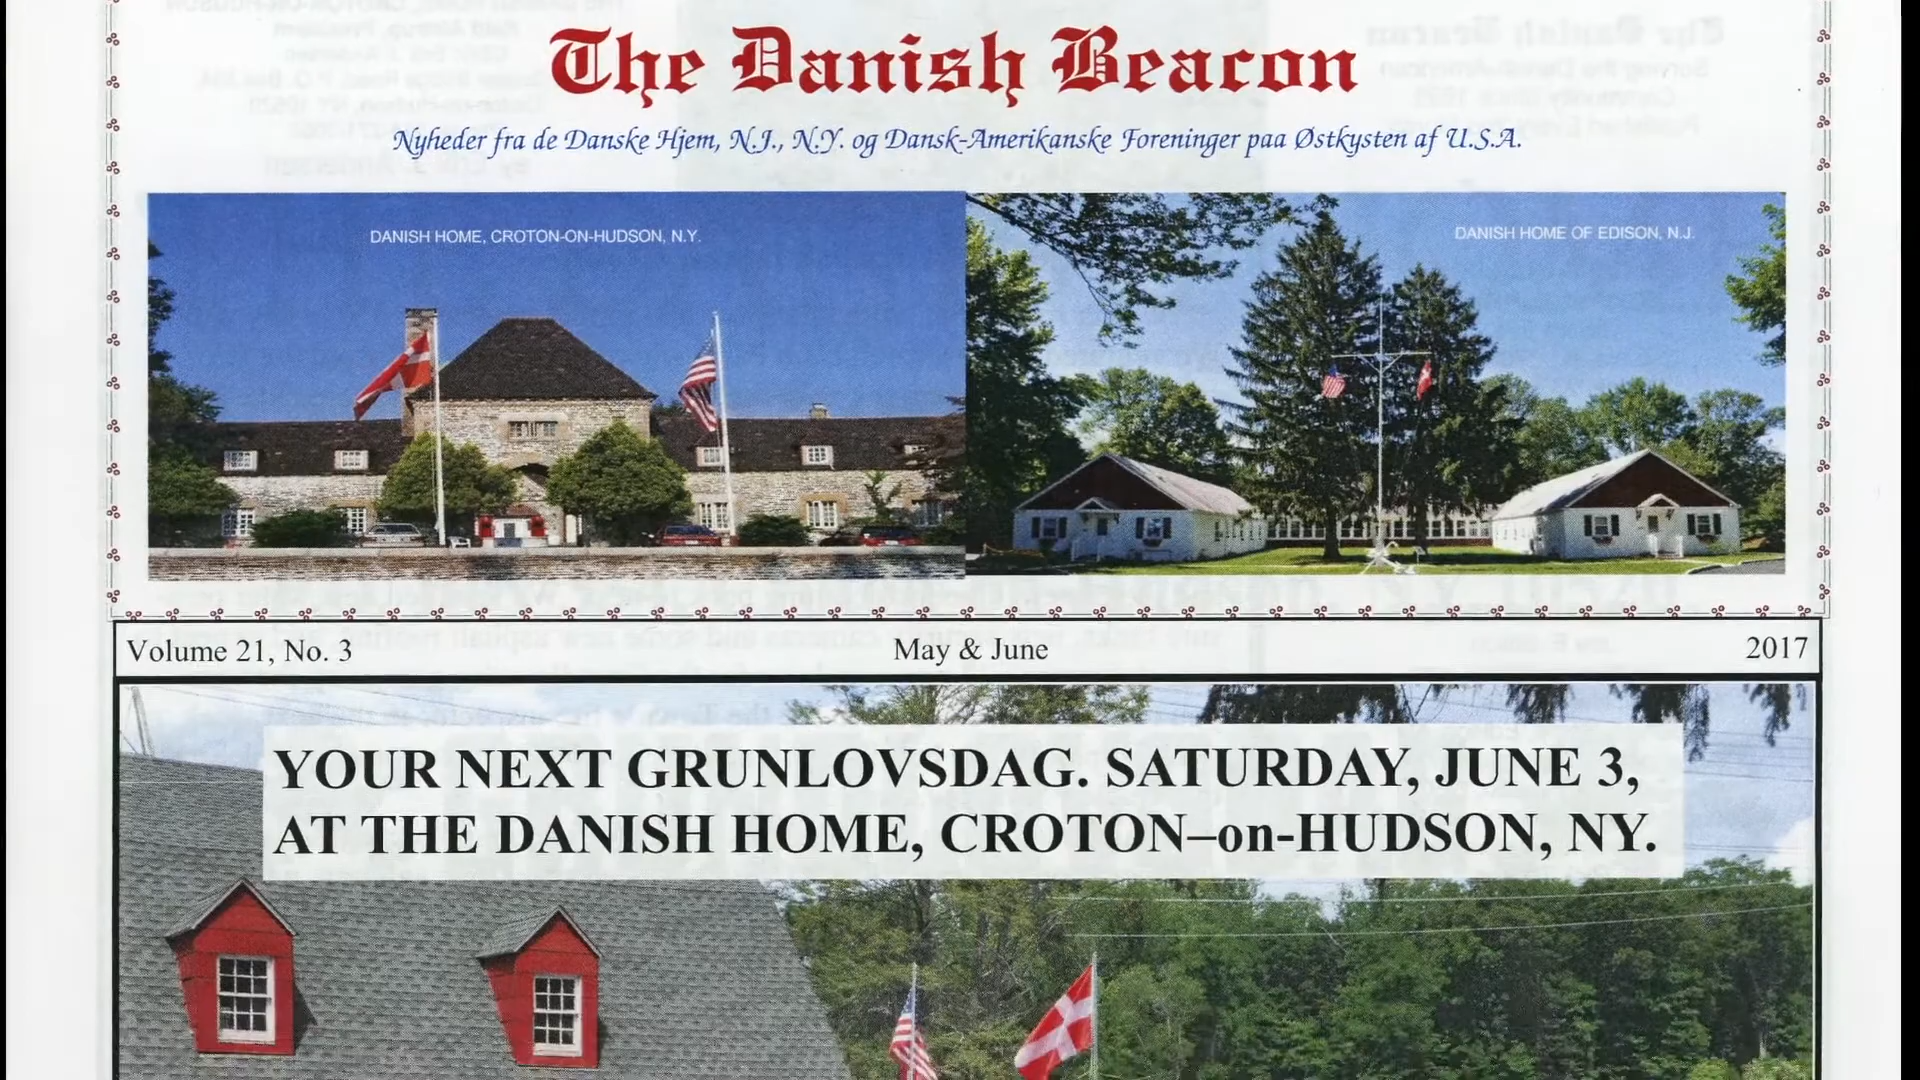 The Danish Beacon
Nyheder fra de Danske Hjem, N.J., N.Y. og Dansk-Amerikanske Foreninger paa Østkysten af U.S.A.
DANISH HOME, CROTON-ON-HUDSON, N.Y.
DANISH HOME OF EDISON, N.J.
Volume 21, No. 3 May & June 2017
YOUR NEXT GRUNLOVSDAG. SATURDAY, JUNE 3,
AT THE DANISH HOME, CROTON–on-HUDSON, NY.